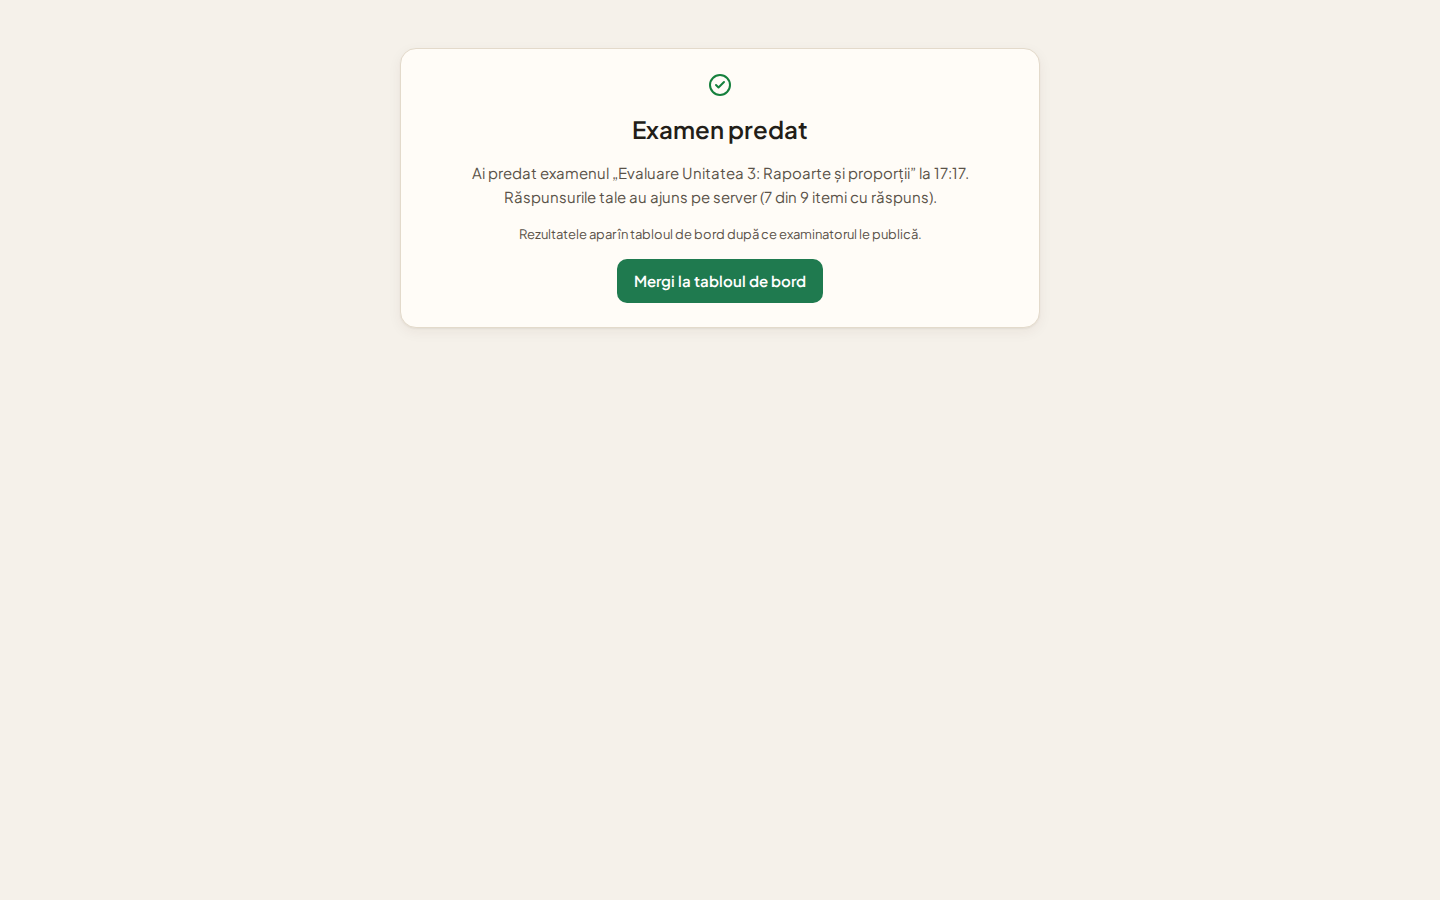 Examen predat
Ai predat examenul „Evaluare Unitatea 3: Rapoarte și proporții” la 17:17.
Răspunsurile tale au ajuns pe server (7 din 9 itemi cu răspuns).
Rezultatele apar în tabloul de bord după ce examinatorul le publică.
Mergi la tabloul de bord